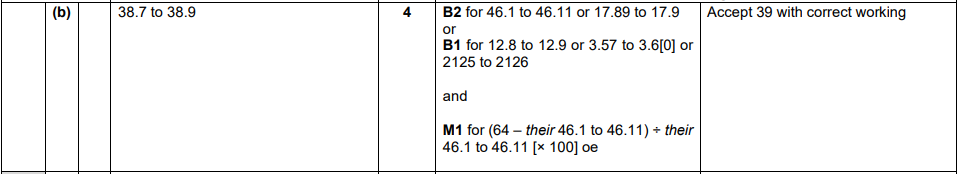 (b) 38.7 to 38.9 4 B2 for 46.1 to 46.11 or 17.89 to 17.9 Accept 39 with correct working
or
B1 for 12.8 to 12.9 or 3.57 to 3.6[0] or
2125 to 2126
and
M1 for (64 – their 46.1 to 46.11) ÷ their
46.1 to 46.11 [× 100] oe